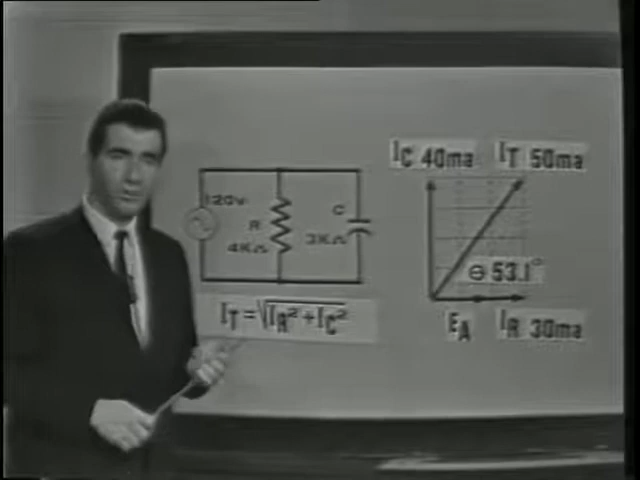 IC 40ma IT 50ma
120v
R
C
4KΩ
3KΩ
Θ 53.1°
IT = √IR² + IC²
EA IR 30ma